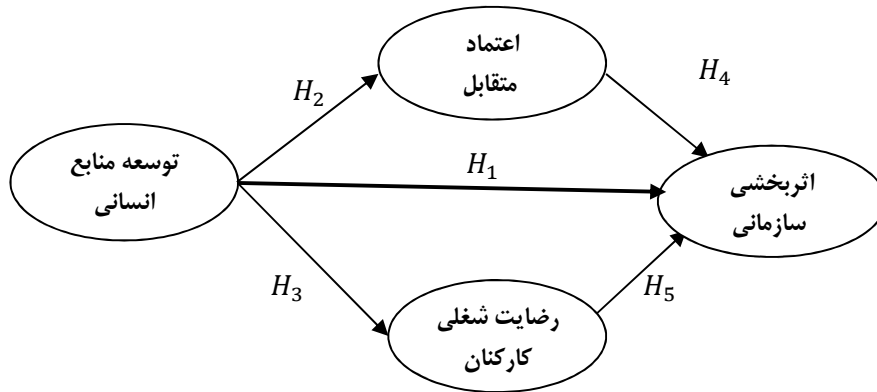 اعتماد
متقابل
H₄
H₂
توسعه منابع
انسانی
H₁
اثربخشی
سازمانی
H₃
H₅
رضایت شغلی
کارکنان